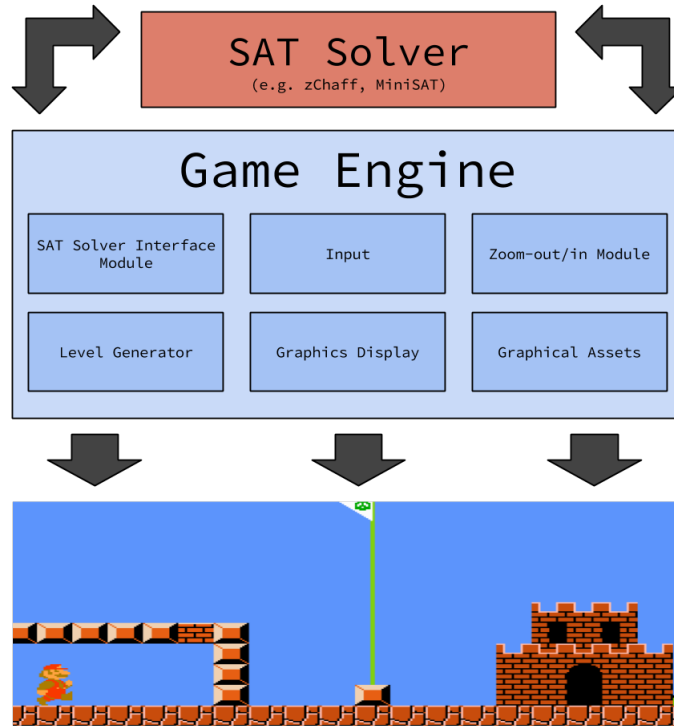 SAT Solver
(e.g. zChaff, MiniSAT)
Game Engine
SAT Solver Interface
Module
Input
Zoom-out/in Module
Level Generator
Graphics Display
Graphical Assets